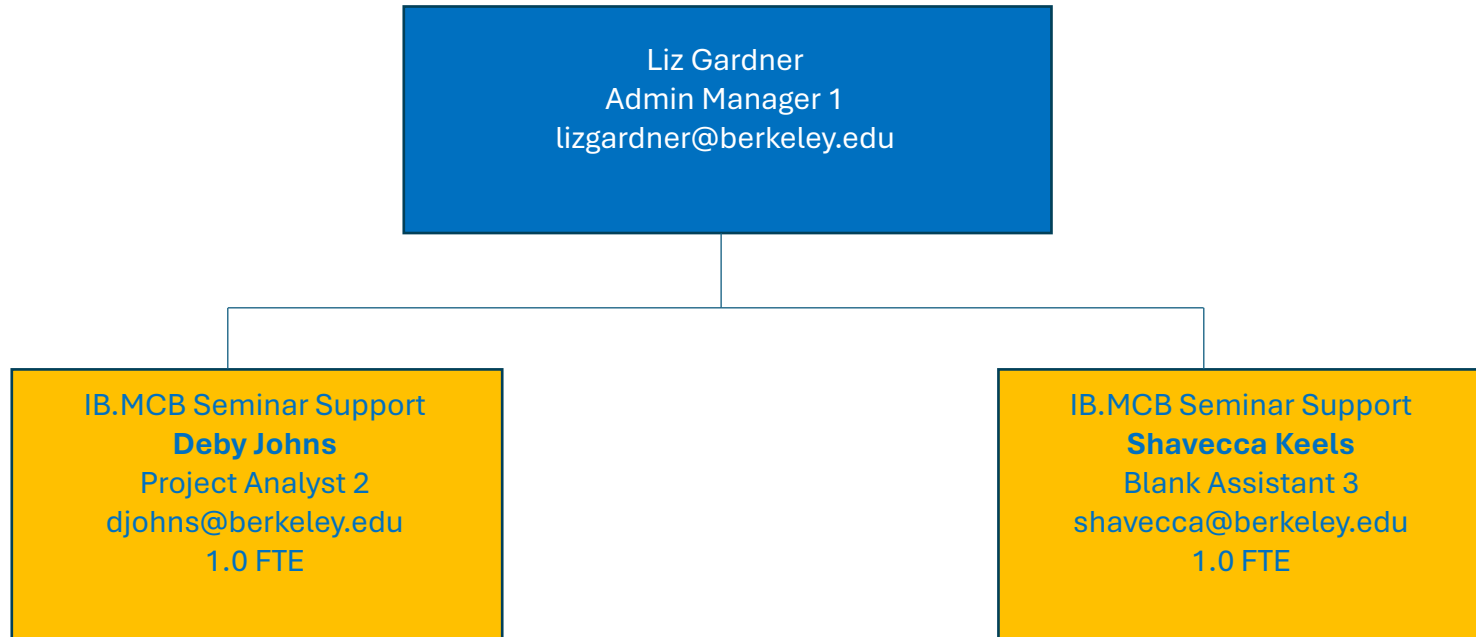 Liz Gardner
Admin Manager 1
lizgardner@berkeley.edu
IB.MCB Seminar Support
Deby Johns
Project Analyst 2
djohns@berkeley.edu
1.0 FTE
IB.MCB Seminar Support
Shavecca Keels
Blank Assistant 3
shavecca@berkeley.edu
1.0 FTE